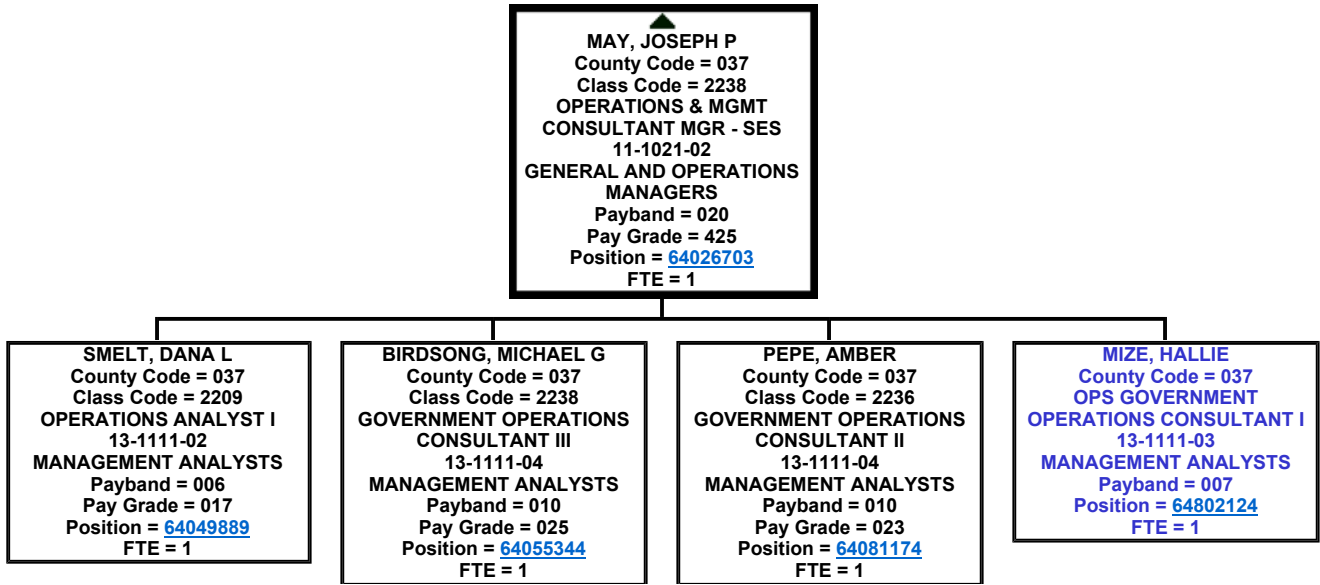 MAY, JOSEPH P
County Code = 037
Class Code = 2238
OPERATIONS & MGMT
CONSULTANT MGR - SES
11-1021-02
GENERAL AND OPERATIONS
MANAGERS
Payband = 020
Pay Grade = 425
Position = 64026703
FTE = 1
SMELT, DANA L
County Code = 037
Class Code = 2209
OPERATIONS ANALYST I
13-1111-02
MANAGEMENT ANALYSTS
Payband = 006
Pay Grade = 017
Position = 64049889
FTE = 1
BIRDSONG, MICHAEL G
County Code = 037
Class Code = 2238
GOVERNMENT OPERATIONS
CONSULTANT III
13-1111-04
MANAGEMENT ANALYSTS
Payband = 010
Pay Grade = 025
Position = 64055344
FTE = 1
PEPE, AMBER
County Code = 037
Class Code = 2236
GOVERNMENT OPERATIONS
CONSULTANT II
13-1111-04
MANAGEMENT ANALYSTS
Payband = 010
Pay Grade = 023
Position = 64081174
FTE = 1
MIZE, HALLIE
County Code = 037
OPS GOVERNMENT
OPERATIONS CONSULTANT I
13-1111-03
MANAGEMENT ANALYSTS
Payband = 007
Position = 64802124
FTE = 1